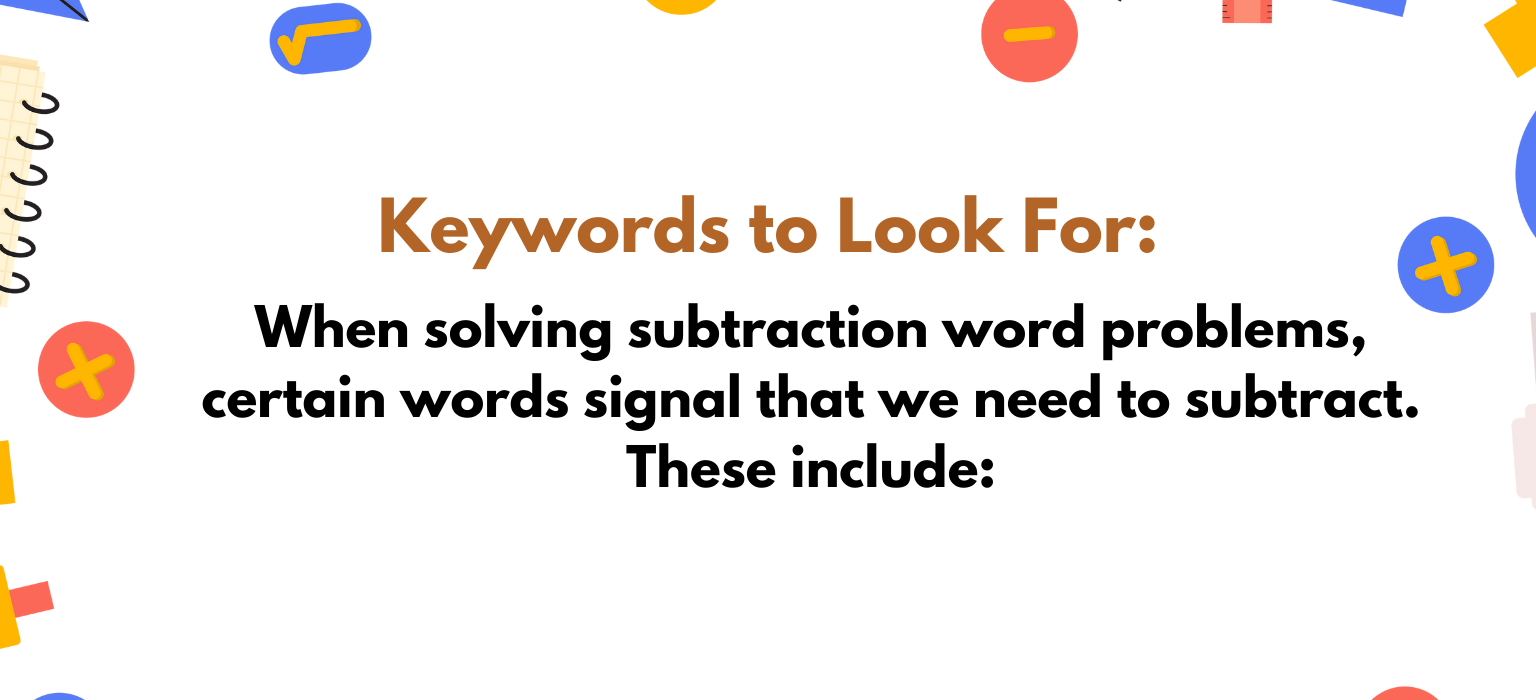 Keywords to Look For:
When solving subtraction word problems,
certain words signal that we need to subtract.
These include: